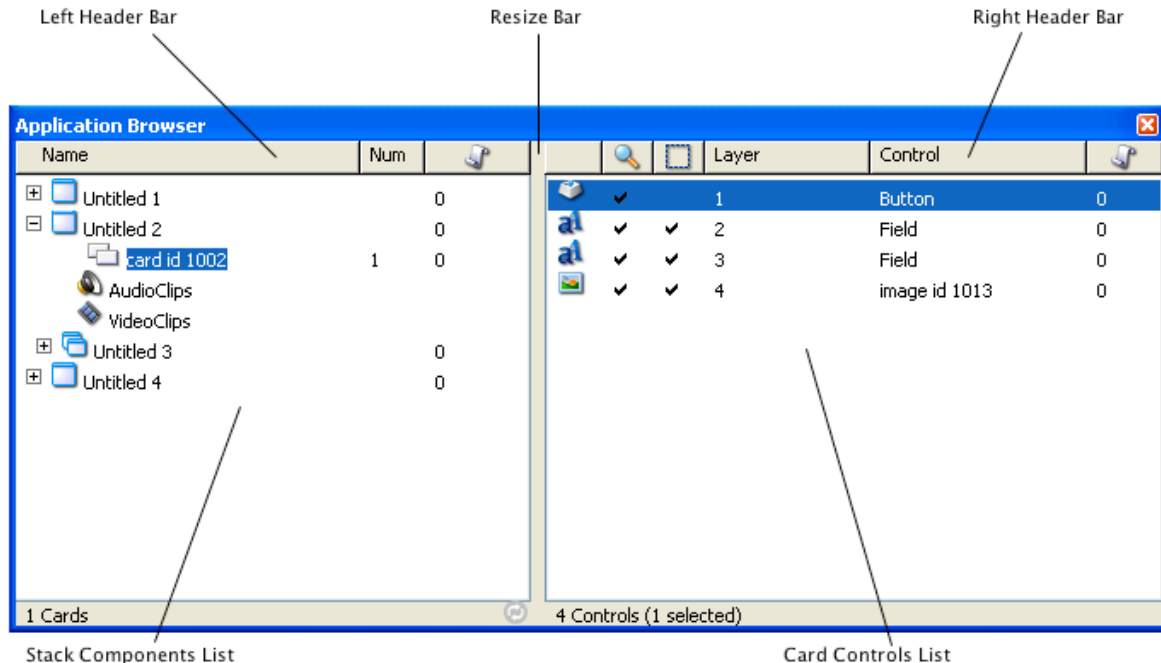 Left Header Bar Resize Bar Right Header Bar
Application Browser
Name Num Layer Control
Untitled 1 0 1 Button 0
Untitled 2 0 2 Field 0
card id 1002 1 0 3 Field 0
AudioClips 4 image id 1013 0
VideoClips
Untitled 3 0
Untitled 4 0
1 Cards 4 Controls (1 selected)
Stack Components List Card Controls List